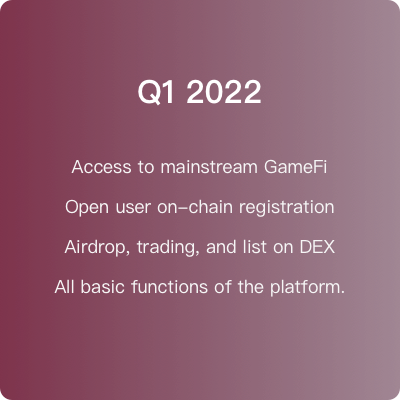 Q1 2022
Access to mainstream GameFi
Open user on-chain registration
Airdrop, trading, and list on DEX
All basic functions of the platform.